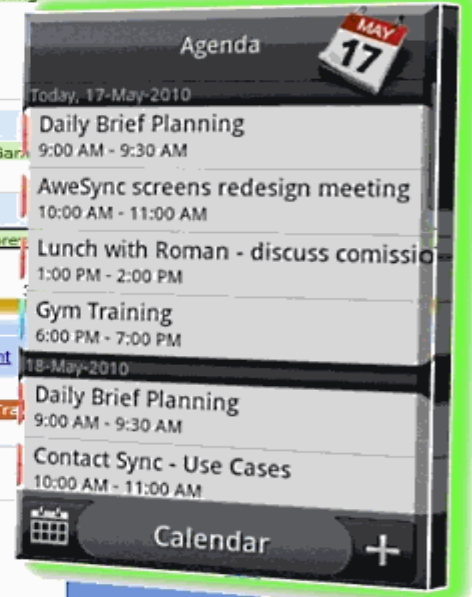 Agenda
MAY
17
Today, 17-May-2010
Daily Brief Planning
9:00 AM - 9:30 AM
AweSync screens redesign meeting
10:00 AM - 11:00 AM
Lunch with Roman - discuss comissio
1:00 PM - 2:00 PM
Gym Training
6:00 PM - 7:00 PM
18-May-2010
Daily Brief Planning
9:00 AM - 9:30 AM
Contact Sync - Use Cases
10:00 AM - 11:00 AM
Calendar